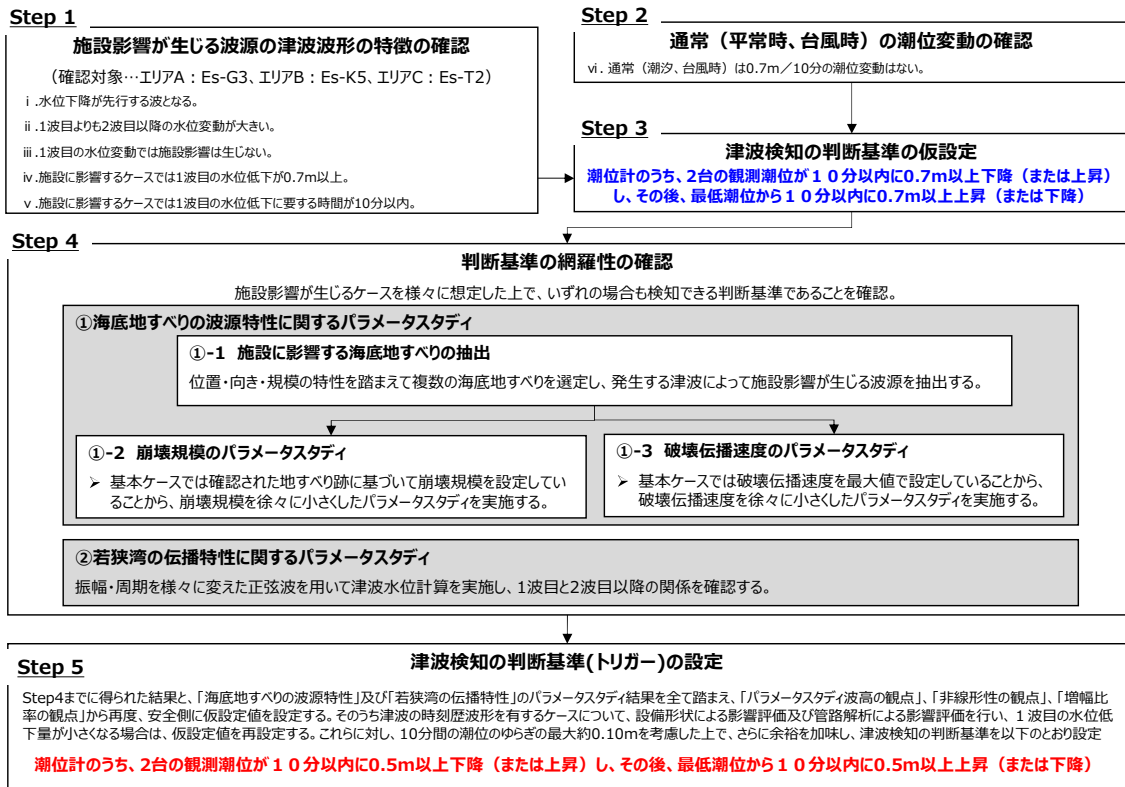 Step 1
施設影響が生じる波源の津波波形の特徴の確認
（確認対象…エリアA：Es-G3、エリアB：Es-K5、エリアC：Es-T2）
ⅰ.水位下降が先行する波となる。
ⅱ.1波目よりも2波目以降の水位変動が大きい。
ⅲ.1波目の水位変動では施設影響は生じない。
ⅳ.施設に影響するケースでは1波目の水位低下が0.7m以上。
ⅴ.施設に影響するケースでは1波目の水位低下に要する時間が10分以内。
Step 2
通常（平常時、台風時）の潮位変動の確認
ⅵ. 通常（潮汐、台風時）は0.7m／10分の潮位変動はない。
Step 3
津波検知の判断基準の仮設定
潮位計のうち、2台の観測潮位が１０分以内に0.7m以上下降（または上昇）
し、その後、最低潮位から１０分以内に0.7m以上上昇（または下降）
Step 4
判断基準の網羅性の確認
施設影響が生じるケースを様々に想定した上で、いずれの場合も検知できる判断基準であることを確認。
①海底地すべりの波源特性に関するパラメータスタディ
①-1 施設に影響する海底地すべりの抽出
位置・向き・規模の特性を踏まえて複数の海底地すべりを選定し、発生する津波によって施設影響が生じる波源を抽出する。
①-2 崩壊規模のパラメータスタディ
➢ 基本ケースでは確認された地すべり跡に基づいて崩壊規模を設定してい
ることから、崩壊規模を徐々に小さくしたパラメータスタディを実施する。
①-3 破壊伝播速度のパラメータスタディ
➢ 基本ケースでは破壊伝播速度を最大値で設定していることから、
破壊伝播速度を徐々に小さくしたパラメータスタディを実施する。
②若狭湾の伝播特性に関するパラメータスタディ
振幅・周期を様々に変えた正弦波を用いて津波水位計算を実施し、1波目と2波目以降の関係を確認する。
Step 5
津波検知の判断基準(トリガー)の設定
Step4までに得られた結果と、「海底地すべりの波源特性」及び「若狭湾の伝播特性」のパラメータスタディ結果を全て踏まえ、「パラメータスタディ波高の観点」、「非線形性の観点」、「増幅比
率の観点」から再度、安全側に仮設定値を設定する。そのうち津波の時刻歴波形を有するケースについて、設備形状による影響評価及び管路解析による影響評価を行い、１波目の水位低
下量が小さくなる場合は、仮設定値を再設定する。これらに対し、10分間の潮位のゆらぎの最大約0.10mを考慮した上で、さらに余裕を加味し、津波検知の判断基準を以下のとおり設定
潮位計のうち、2台の観測潮位が１０分以内に0.5m以上下降（または上昇）し、その後、最低潮位から１０分以内に0.5m以上上昇（または下降）